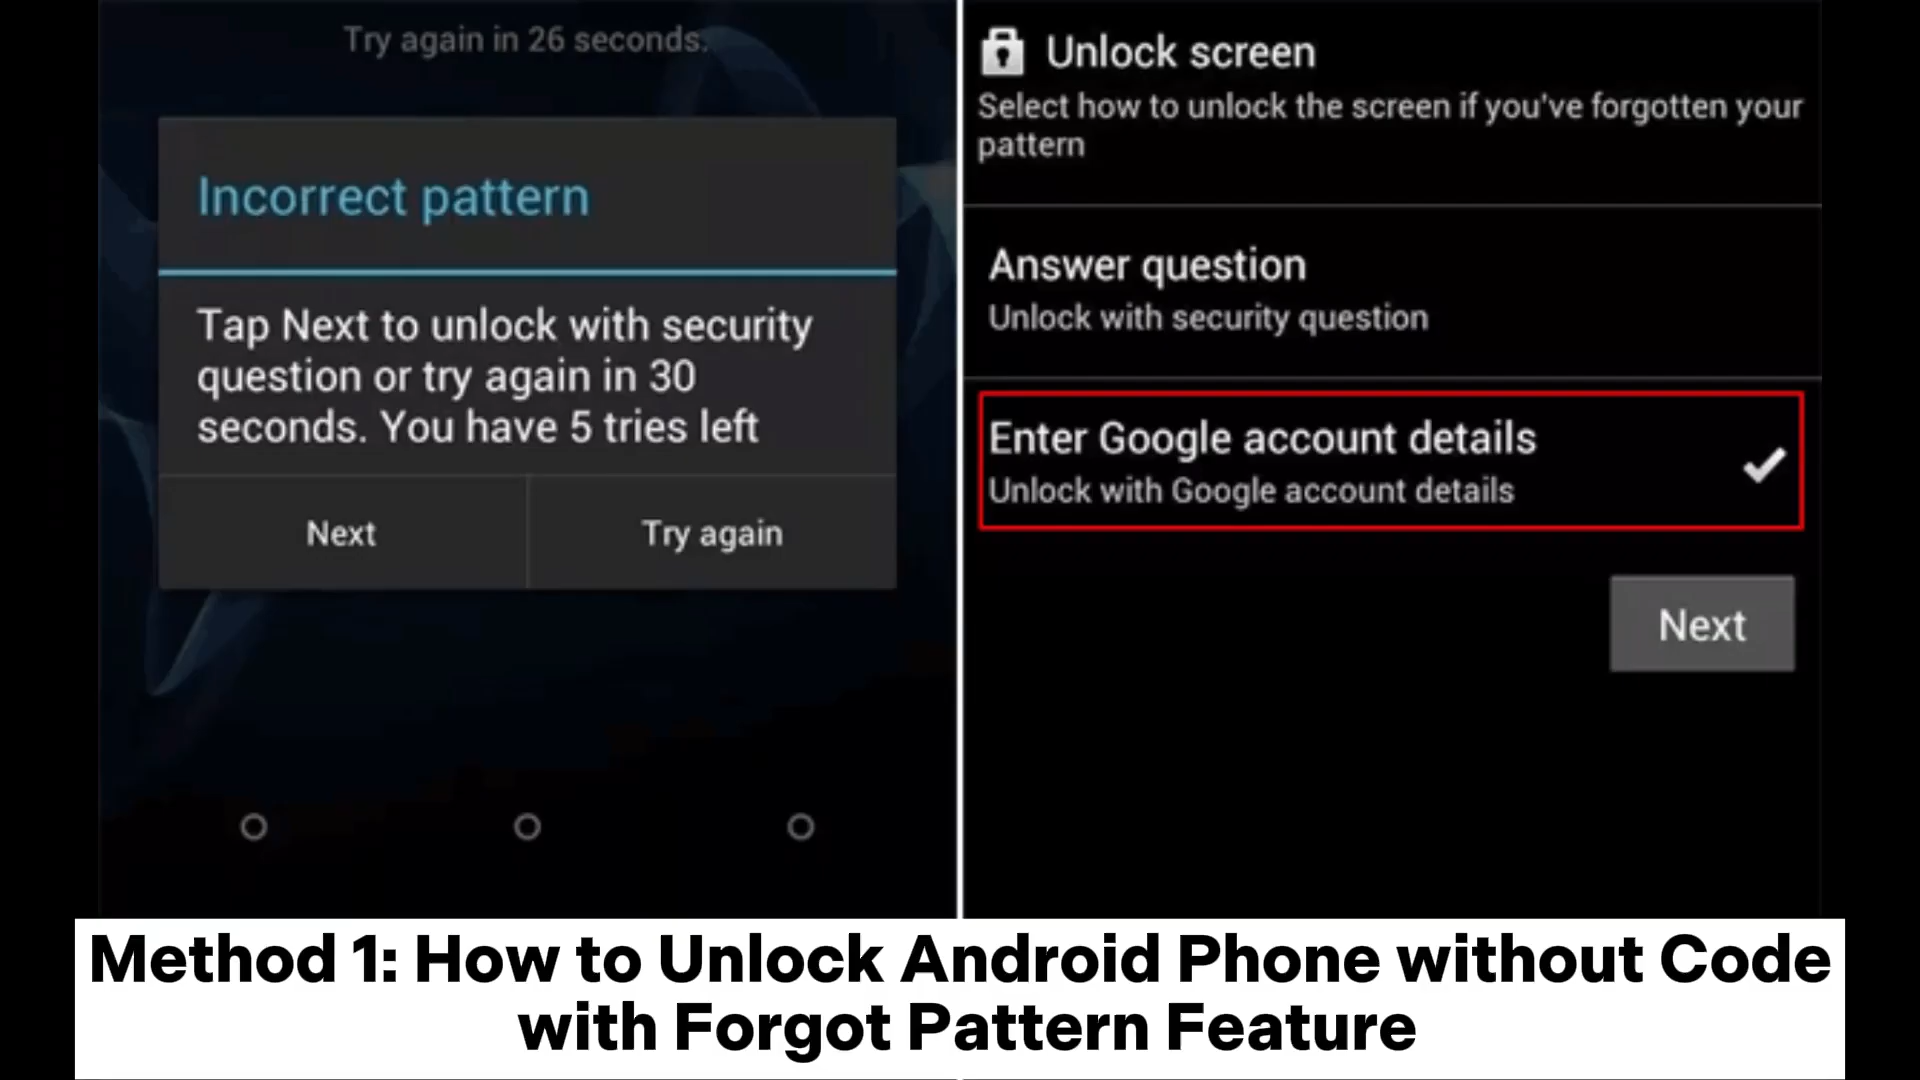 Try again in 26 seconds.
Incorrect pattern
Tap Next to unlock with security
question or try again in 30
seconds. You have 5 tries left
Next
Try again
Unlock screen
Select how to unlock the screen if you've forgotten your
pattern
Answer question
Unlock with security question
Enter Google account details
Unlock with Google account details
Next
Method 1: How to Unlock Android Phone without Code
with Forgot Pattern Feature